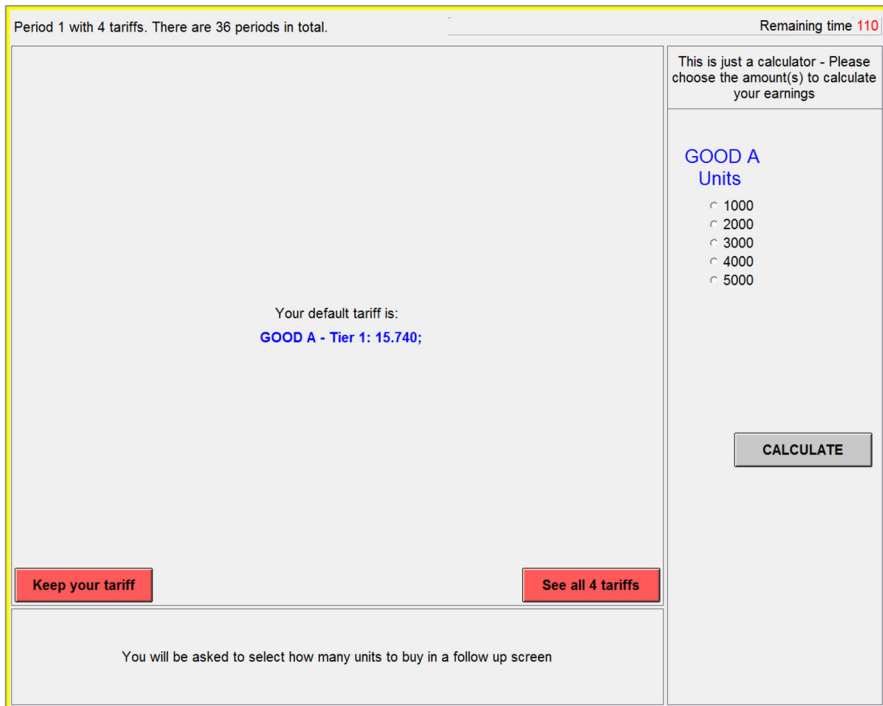 Period 1 with 4 tariffs. There are 36 periods in total.
Remaining time 110
This is just a calculator - Please
choose the amount(s) to calculate
your earnings
GOOD A
Units
1000
2000
3000
4000
5000
Your default tariff is:
GOOD A - Tier 1: 15.740;
CALCULATE
Keep your tariff
See all 4 tariffs
You will be asked to select how many units to buy in a follow up screen